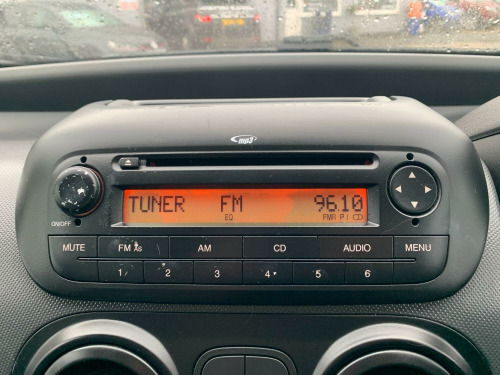 mp3
TUNER FM 96.10
EQ
ON/OFF
MUTE FM AS AM CD AUDIO MENU
1 2 3 4 5 6